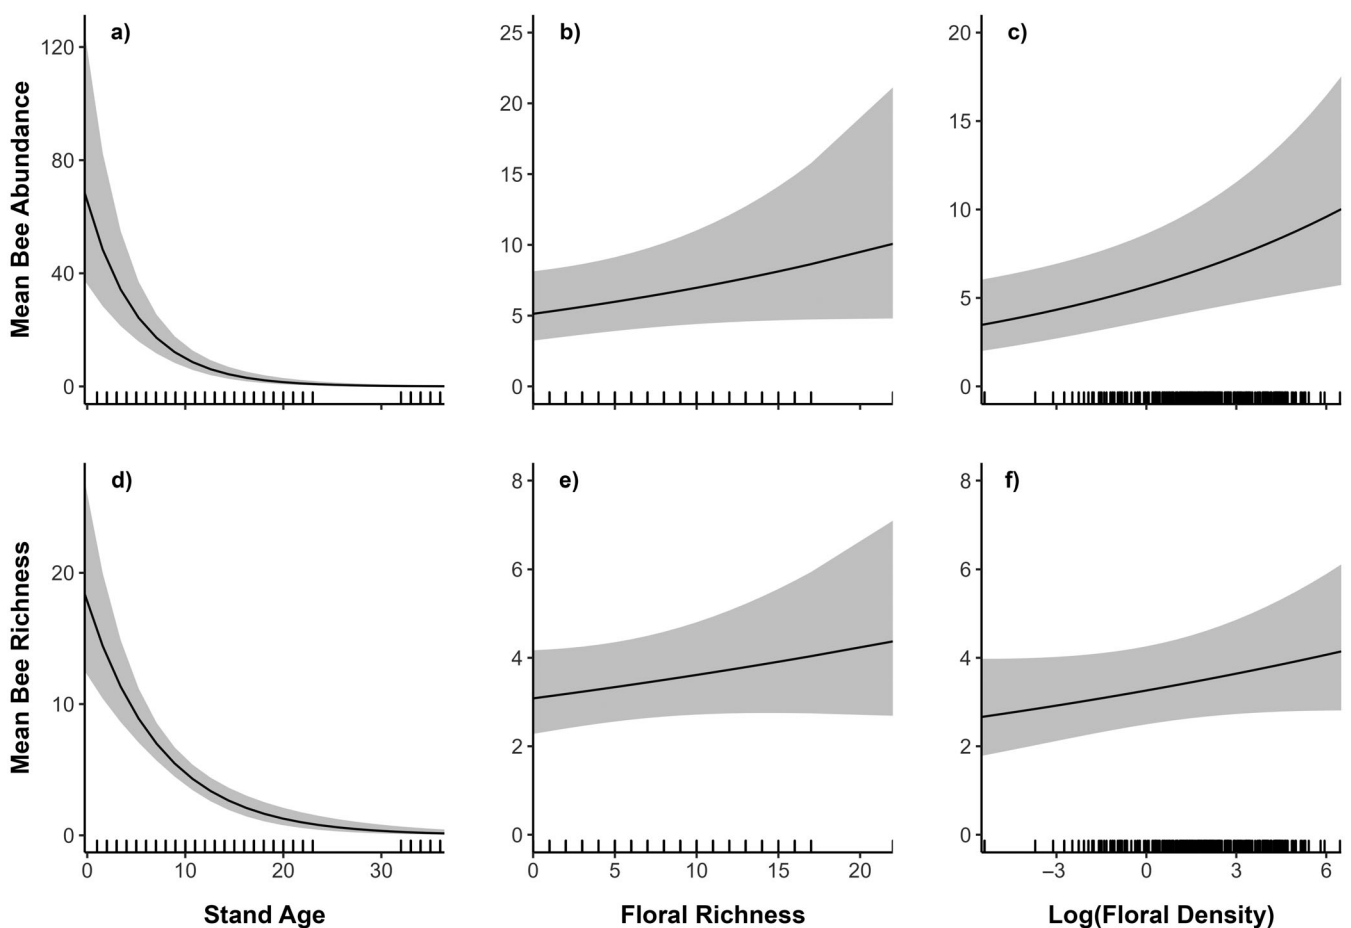 a)
b)
c)
Mean Bee Abundance
120
80
40
0
25
20
15
10
5
0
20
15
10
5
0
d)
e)
f)
Mean Bee Richness
20
10
0
8
6
4
2
0
8
6
4
2
0
0 10 20 30
0 5 10 15 20
−3 0 3 6
Stand Age
Floral Richness
Log(Floral Density)